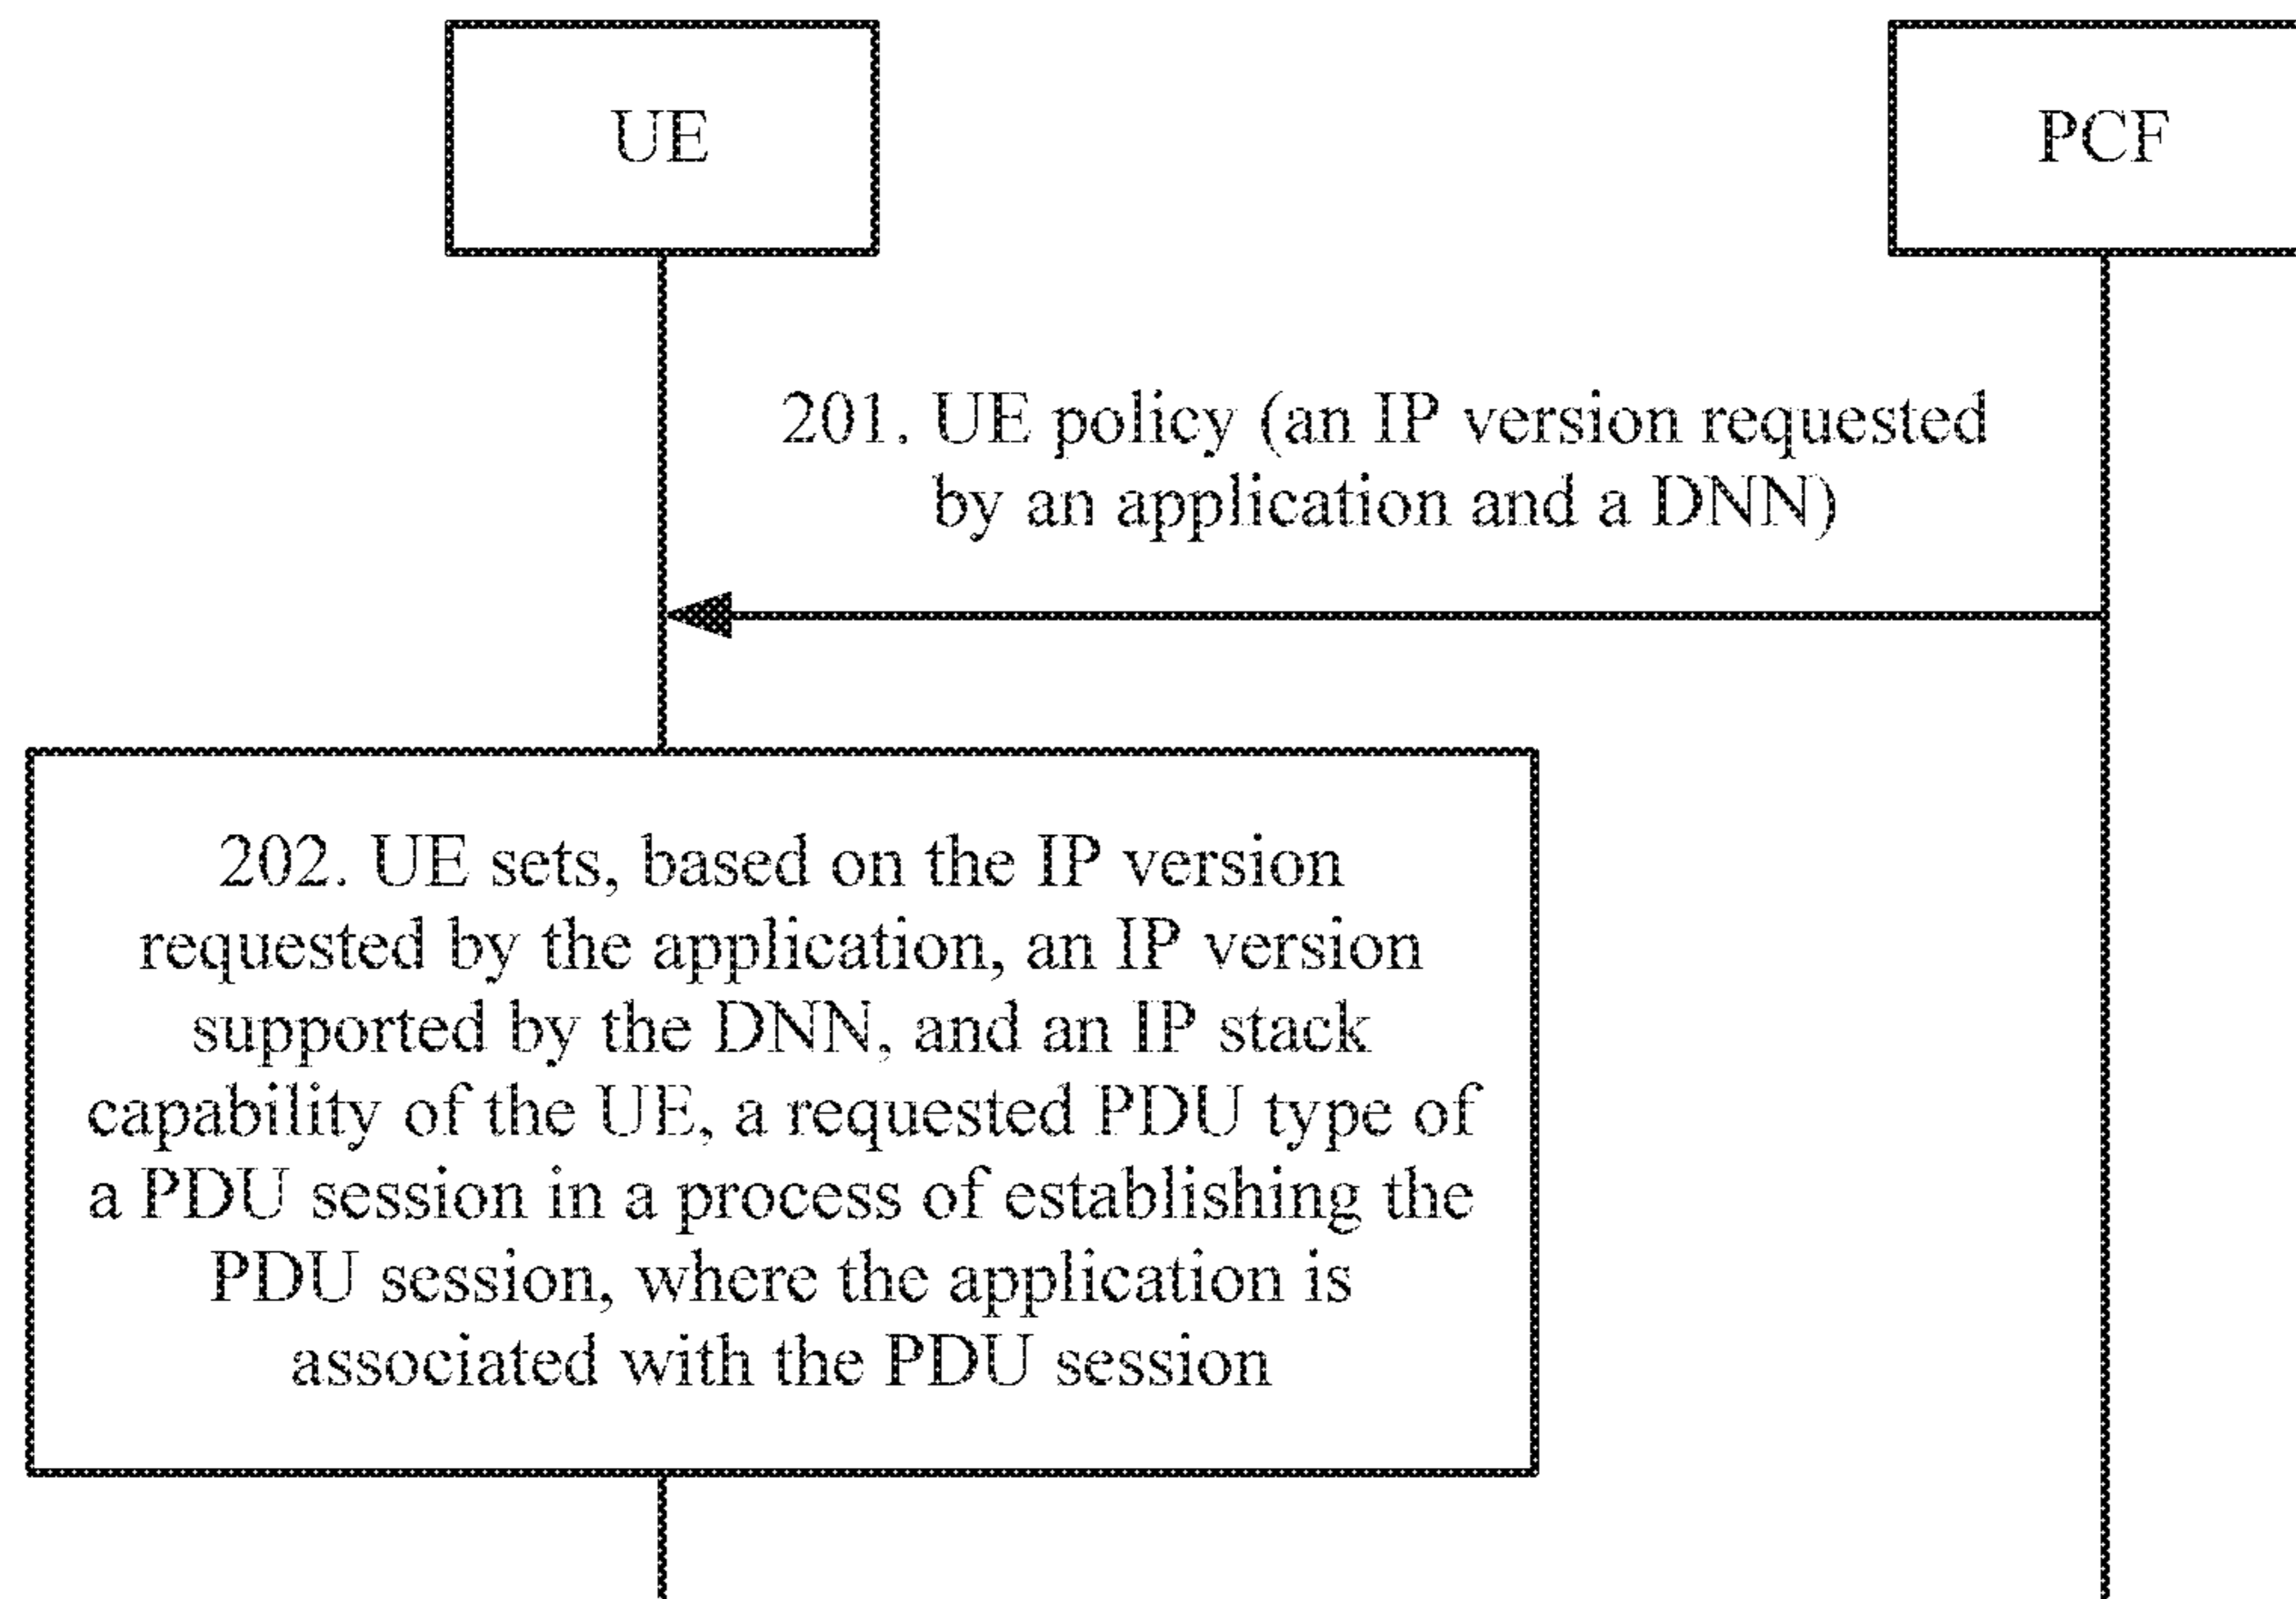 UE
PCF
201. UE policy (an IP version requested
by an application and a DNN)
202. UE sets, based on the IP version
requested by the application, an IP version
supported by the DNN, and an IP stack
capability of the UE, a requested PDU type of
a PDU session in a process of establishing the
PDU session, where the application is
associated with the PDU session